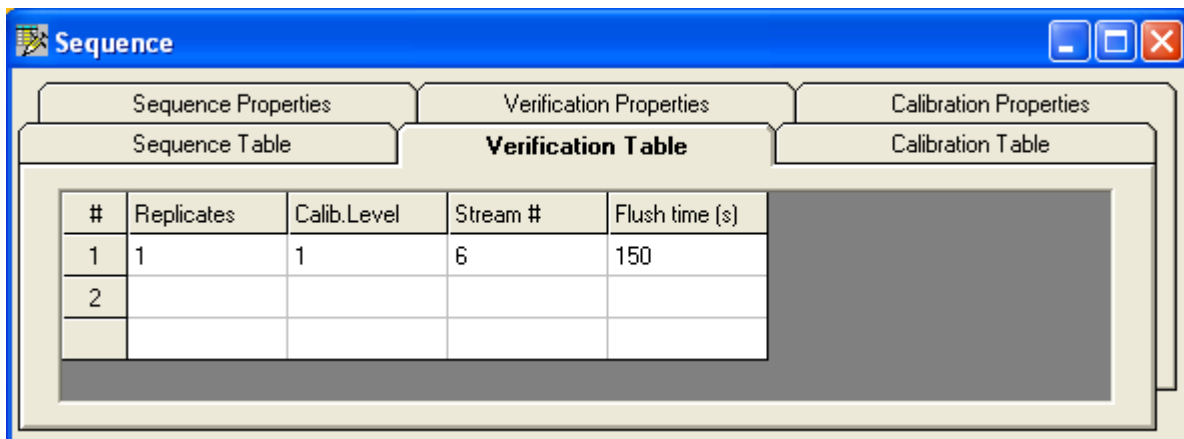 Sequence
Sequence Properties Verification Properties Calibration Properties
Sequence Table Verification Table Calibration Table
# Replicates Calib.Level Stream # Flush time (s)
1 1 1 6 150
2